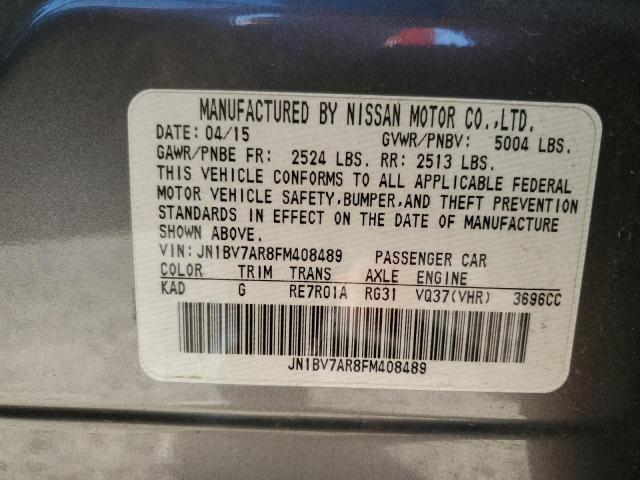 MANUFACTURED BY NISSAN MOTOR CO.,LTD.
DATE: 04/15 GVWR/PNBV: 5004 LBS.
GAWR/PNBE FR: 2524 LBS. RR: 2513 LBS.
THIS VEHICLE CONFORMS TO ALL APPLICABLE FEDERAL
MOTOR VEHICLE SAFETY,BUMPER,AND THEFT PREVENTION
STANDARDS IN EFFECT ON THE DATE OF MANUFACTURE
SHOWN ABOVE.
VIN: JN1BV7AR8FM408489 PASSENGER CAR
COLOR TRIM TRANS AXLE ENGINE
KAD G RE7R01A RG31 VQ37(VHR) 3696CC
JN1BV7AR8FM408489